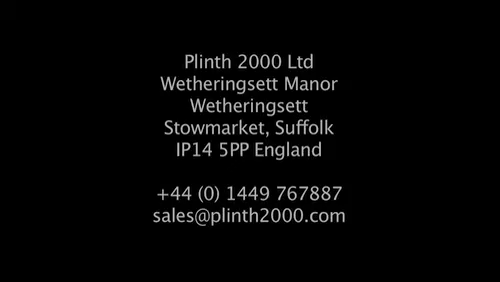 Plinth 2000 Ltd
Wetheringsett Manor
Wetheringsett
Stowmarket, Suffolk
IP14 5PP England
+44 (0) 1449 767887
sales@plinth2000.com